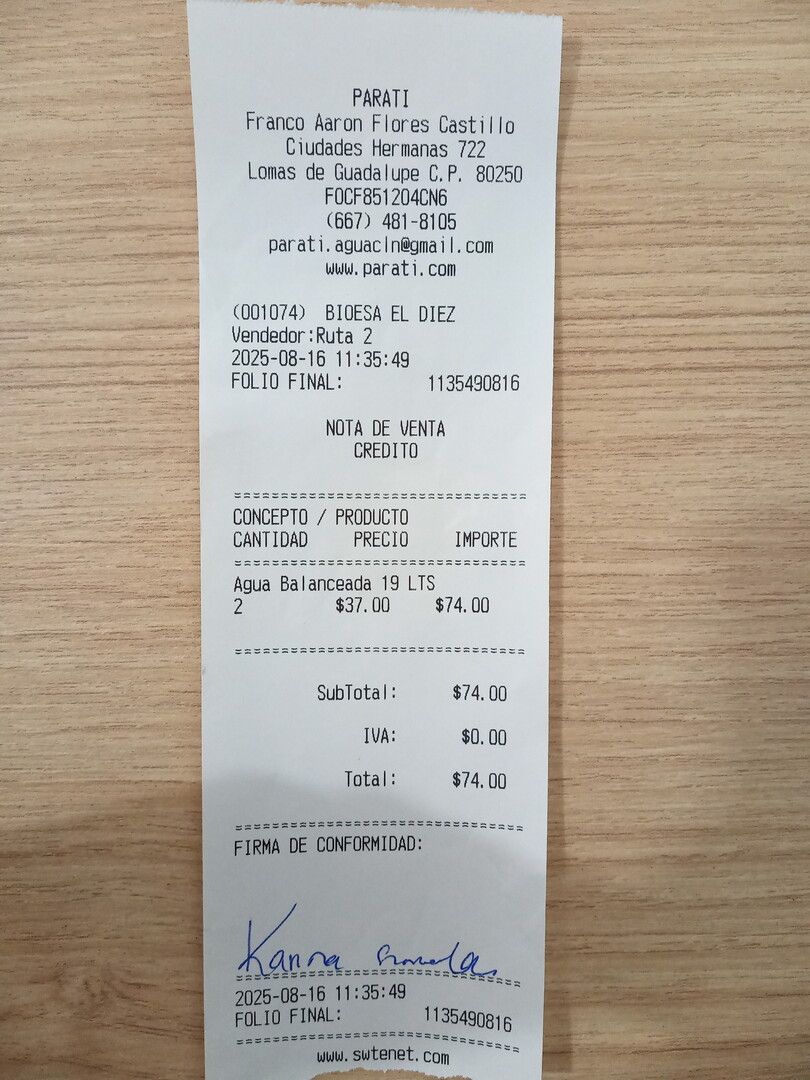 PARATI
Franco Aaron Flores Castillo
Ciudades Hermanas 722
Lomas de Guadalupe C.P. 80250
FOCF851204CN6
(667) 481-8105
parati.aguacln@gmail.com
www.parati.com
(001074) BIOESA EL DIEZ
Vendedor:Ruta 2
2025-08-16 11:35:49
FOLIO FINAL: 1135490816
NOTA DE VENTA
CREDITO
CONCEPTO / PRODUCTO
CANTIDAD PRECIO IMPORTE
Agua Balanceada 19 LTS
2 $37.00 $74.00
SubTotal: $74.00
IVA: $0.00
Total: $74.00
FIRMA DE CONFORMIDAD:
2025-08-16 11:35:49
FOLIO FINAL: 1135490816
www.swtenet.com